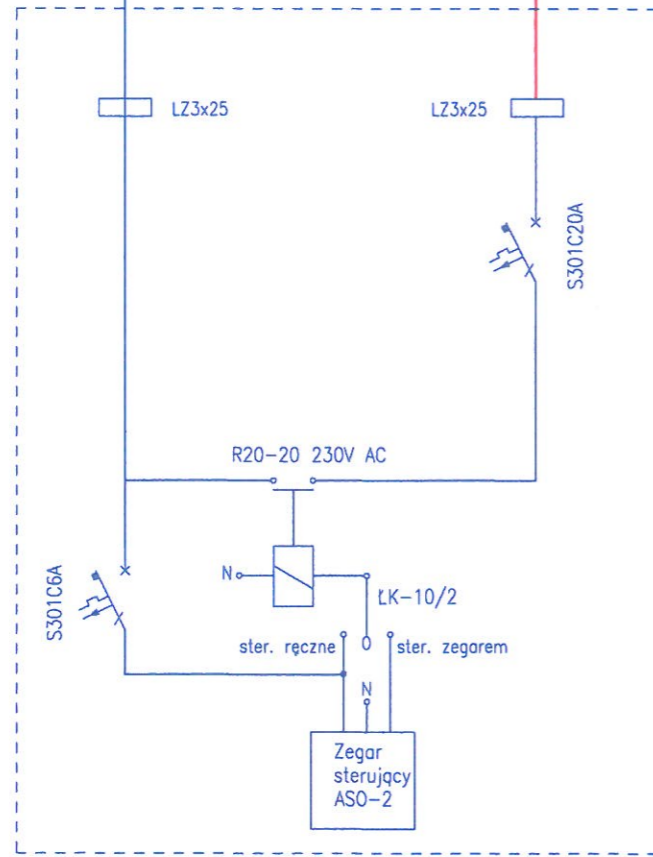 LZ3x25
LZ3x25
S301C20A
R20-20 230V AC
S301C6A
N
ŁK-10/2
ster. ręczne
O
ster. zegarem
N
Zegar
sterujący
ASO-2